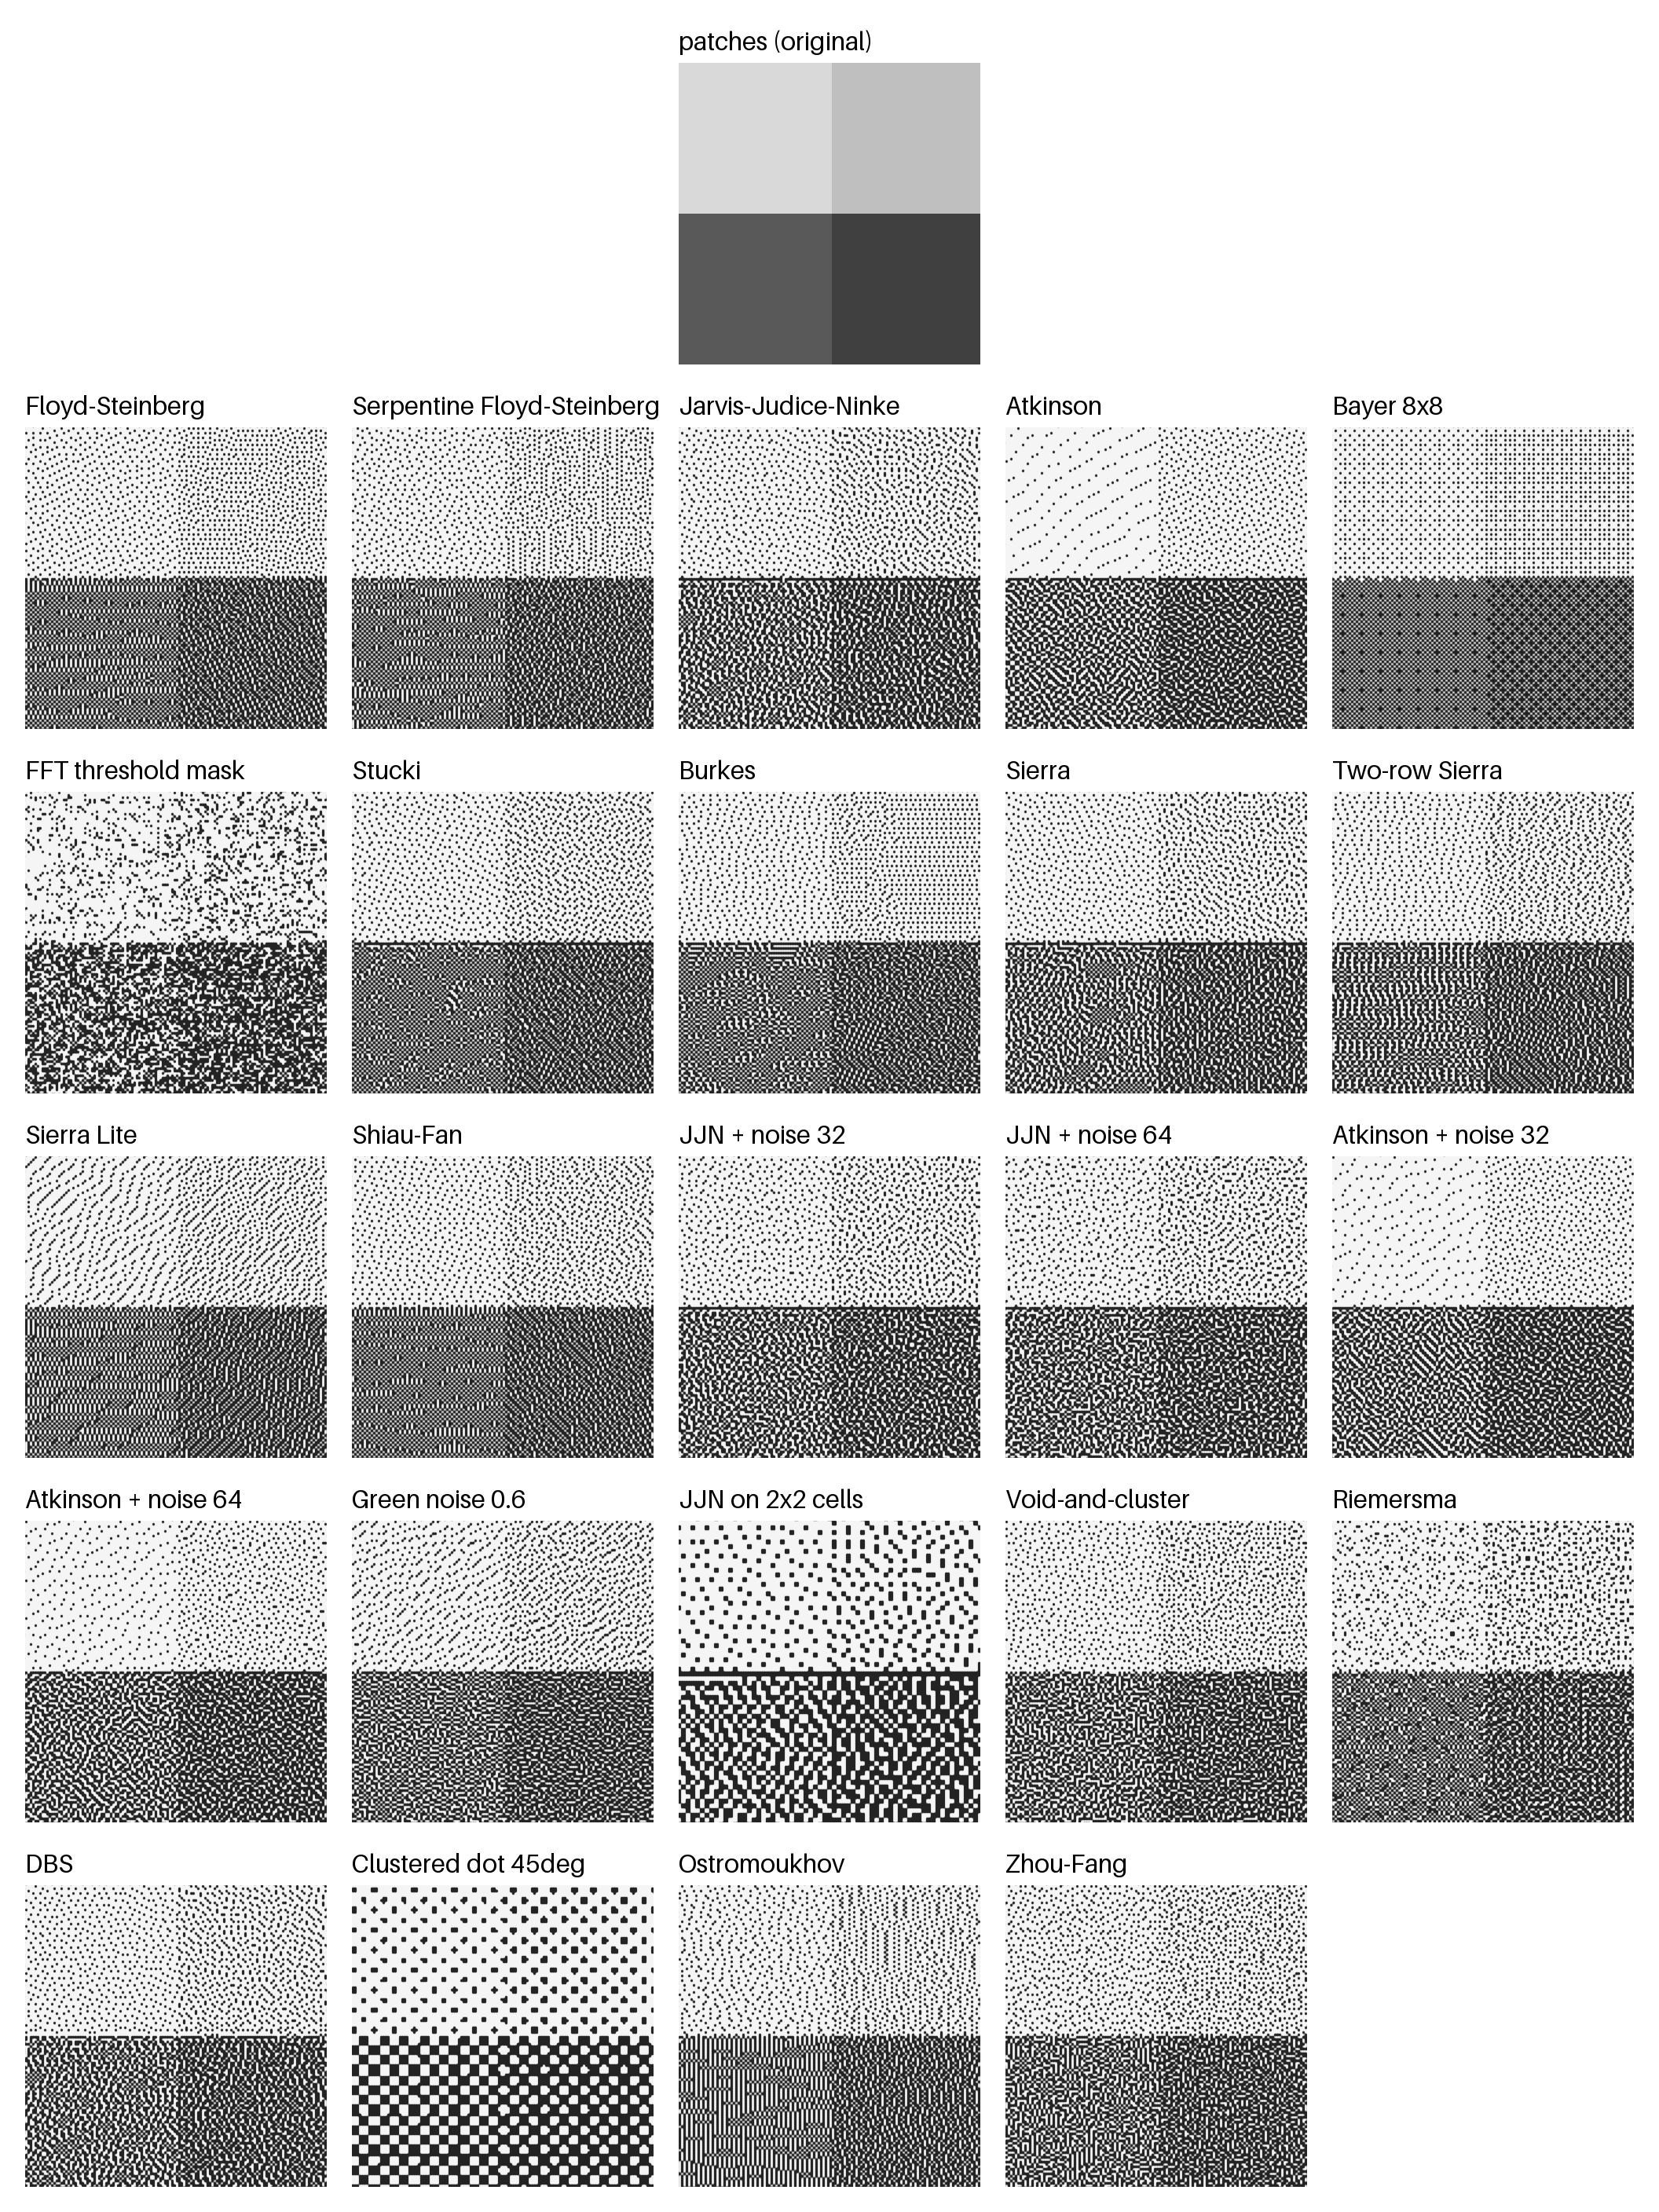 patches (original)
Floyd-Steinberg
Serpentine Floyd-Steinberg
Jarvis-Judice-Ninke
Atkinson
Bayer 8x8
FFT threshold mask
Stucki
Burkes
Sierra
Two-row Sierra
Sierra Lite
Shiau-Fan
JJN + noise 32
JJN + noise 64
Atkinson + noise 32
Atkinson + noise 64
Green noise 0.6
JJN on 2x2 cells
Void-and-cluster
Riemersma
DBS
Clustered dot 45deg
Ostromoukhov
Zhou-Fang